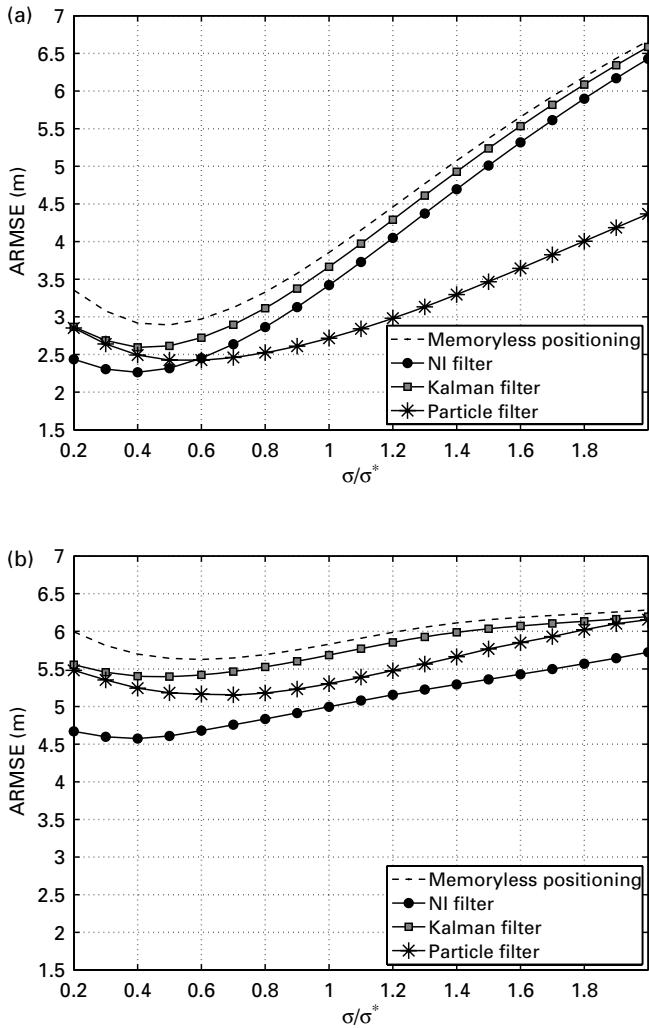 (a)
7
6.5
6
5.5
5
4.5
4
3.5
3
2.5
2
1.5
ARMSE (m)
Memoryless positioning
NI filter
Kalman filter
Particle filter
0.2 0.4 0.6 0.8 1 1.2 1.4 1.6 1.8
σ/σ*
(b)
7
6.5
6
5.5
5
4.5
4
3.5
3
2.5
2
1.5
ARMSE (m)
Memoryless positioning
NI filter
Kalman filter
Particle filter
0.2 0.4 0.6 0.8 1 1.2 1.4 1.6 1.8
σ/σ*